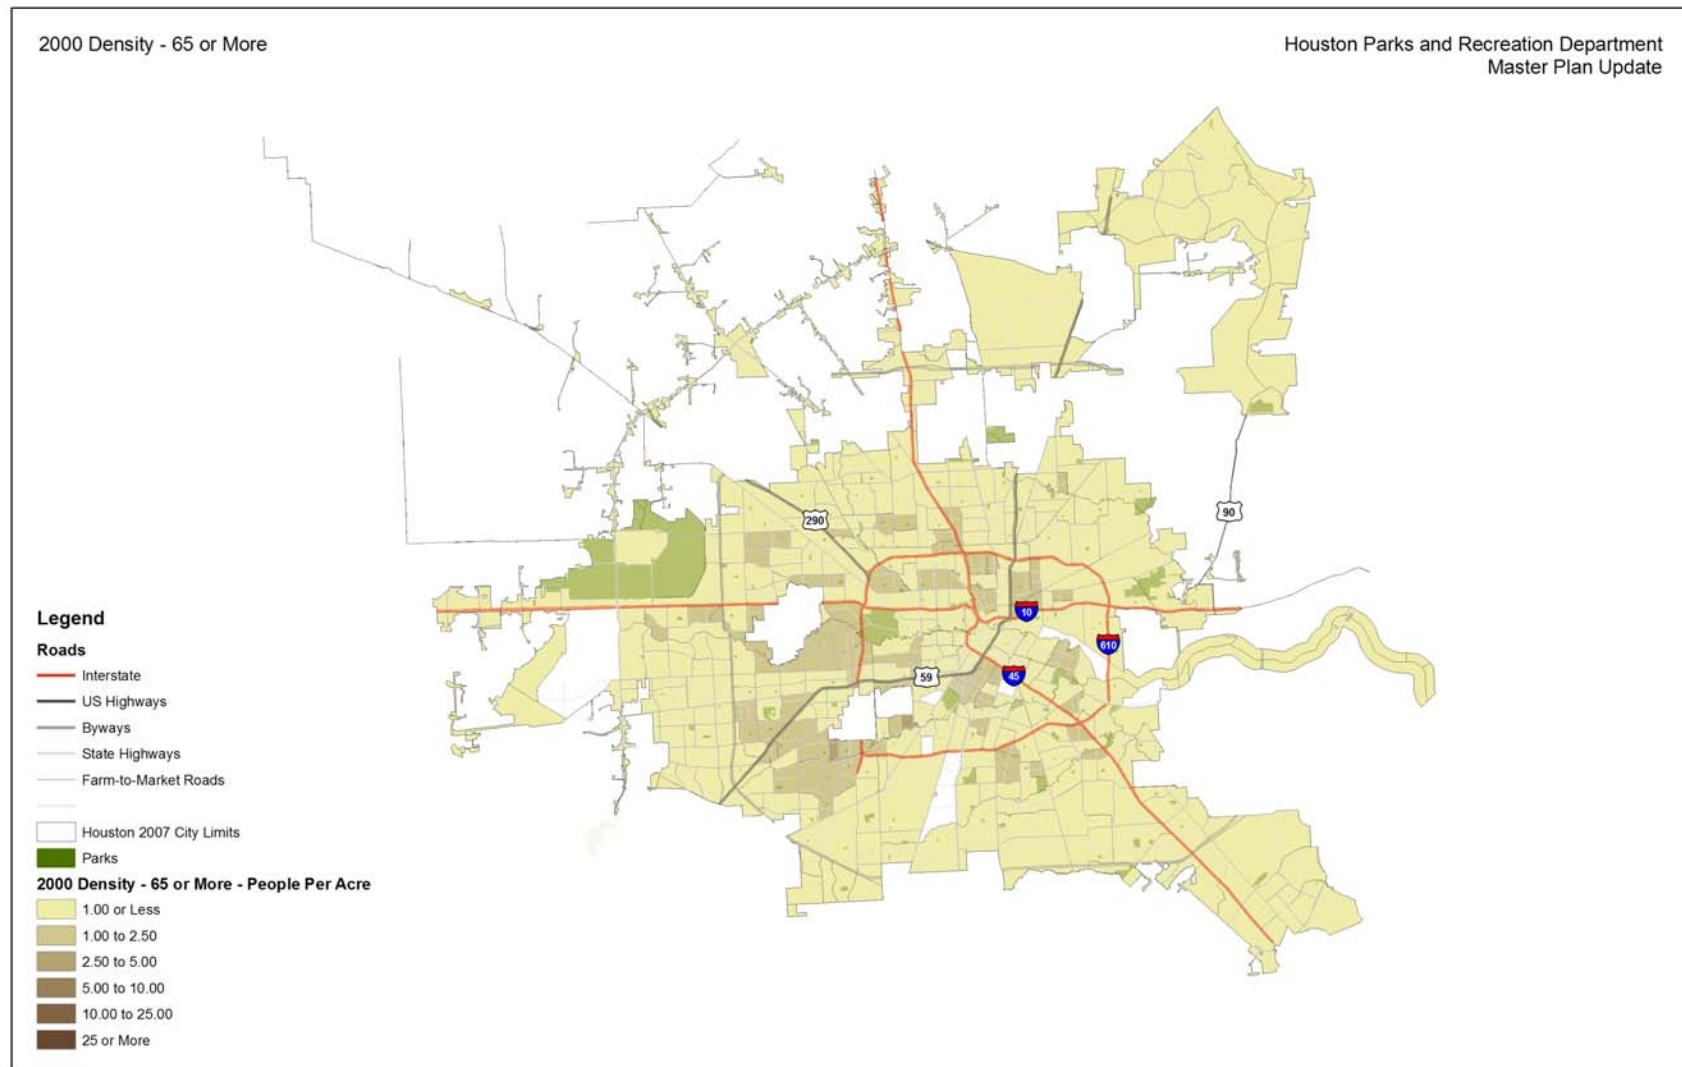 2000 Density - 65 or More
Houston Parks and Recreation Department
Master Plan Update
290
90
10
610
59
45
Legend
Roads
Interstate
US Highways
Byways
State Highways
Farm-to-Market Roads
Houston 2007 City Limits
Parks
2000 Density - 65 or More - People Per Acre
1.00 or Less
1.00 to 2.50
2.50 to 5.00
5.00 to 10.00
10.00 to 25.00
25 or More